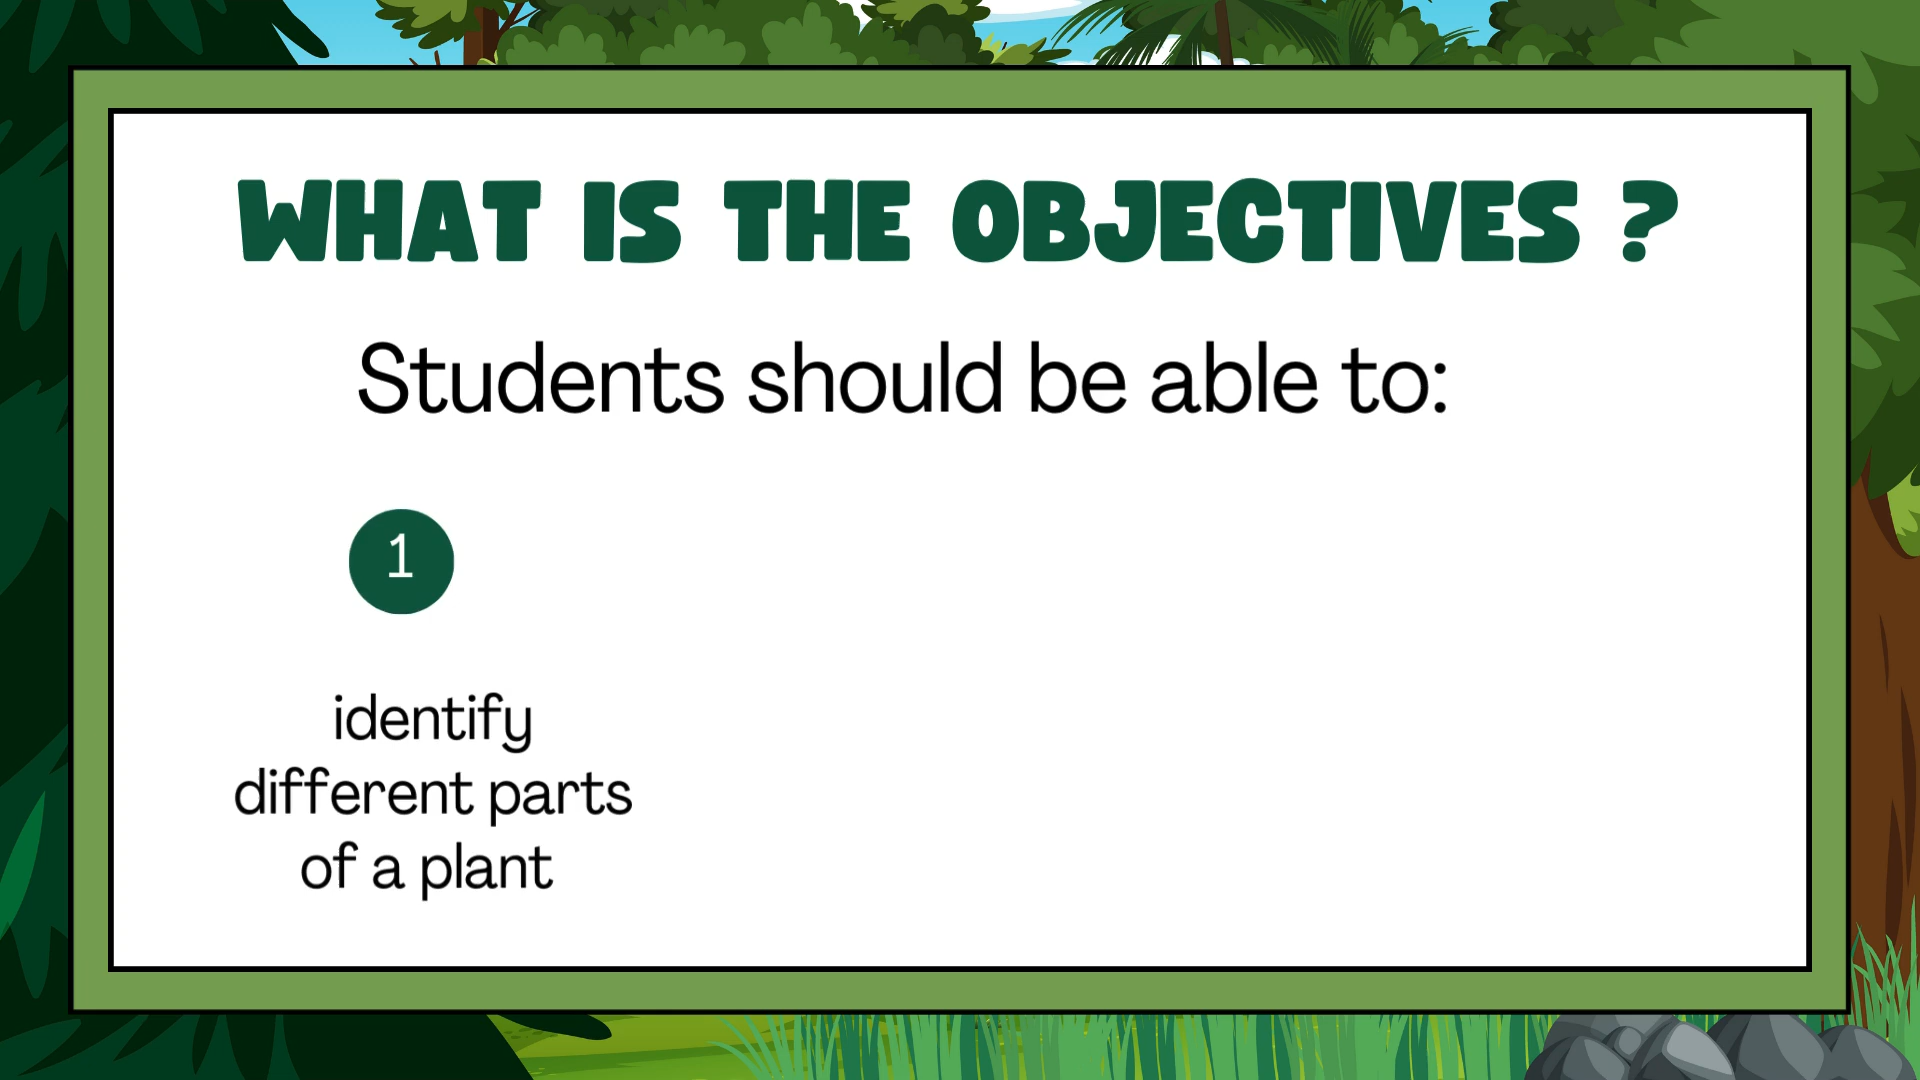 WHAT IS THE OBJECTIVES ?
Students should be able to:
1
identify
different parts
of a plant